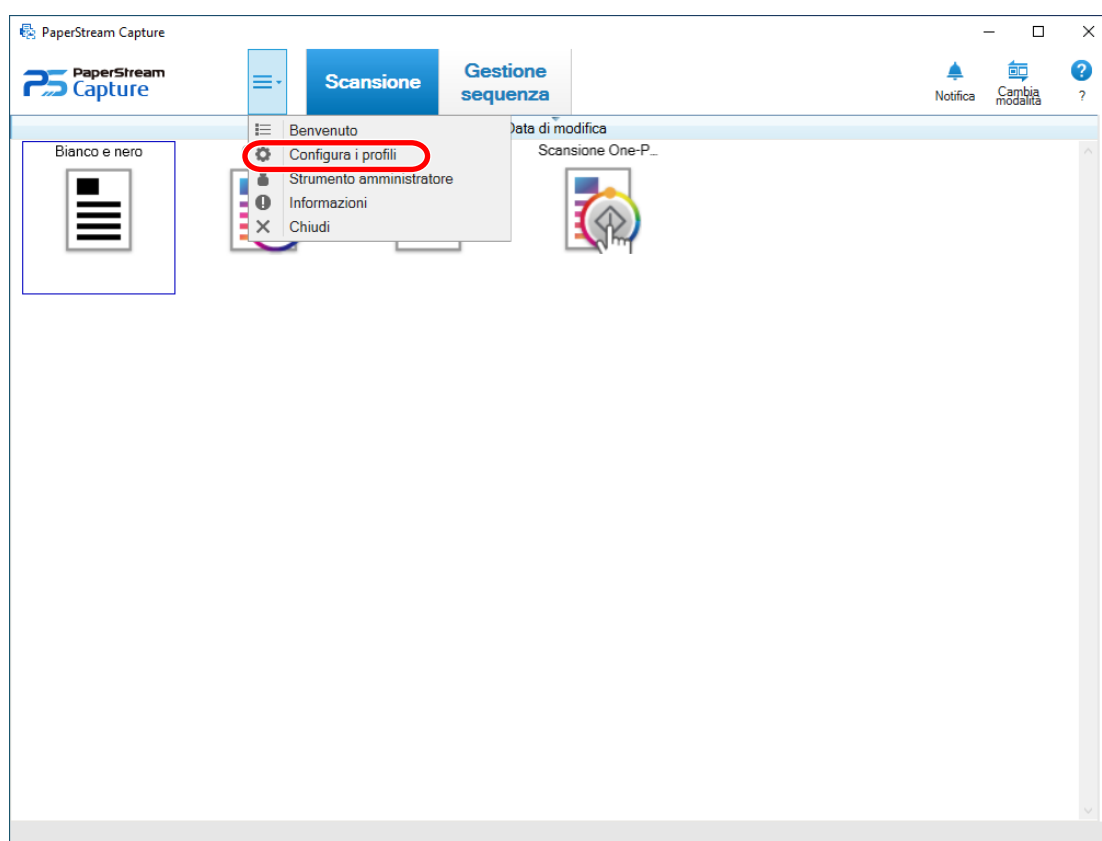 PaperStream Capture
PaperStream
Capture
Scansione
Gestione
sequenza
Notifica
Cambia
modalità
?
Data di modifica
Benvenuto
Configura i profili
Strumento amministratore
Informazioni
Chiudi
Bianco e nero
Scansione One-P...